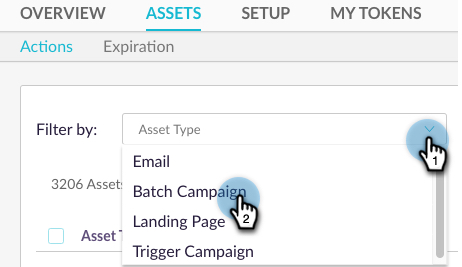 OVERVIEW ASSETS SETUP MY TOKENS
Actions Expiration
Filter by: Asset Type
1
Email
3206 Assets Batch Campaign
2
Landing Page
Asset T
Trigger Campaign